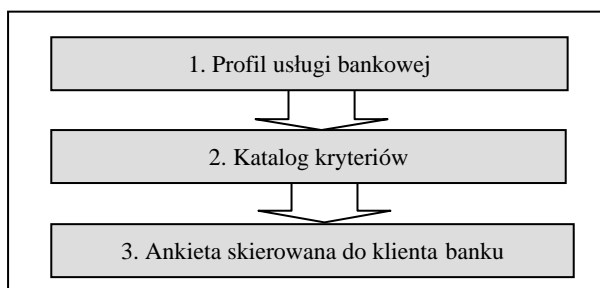 1. Profil usługi bankowej
2. Katalog kryteriów
3. Ankieta skierowana do klienta banku